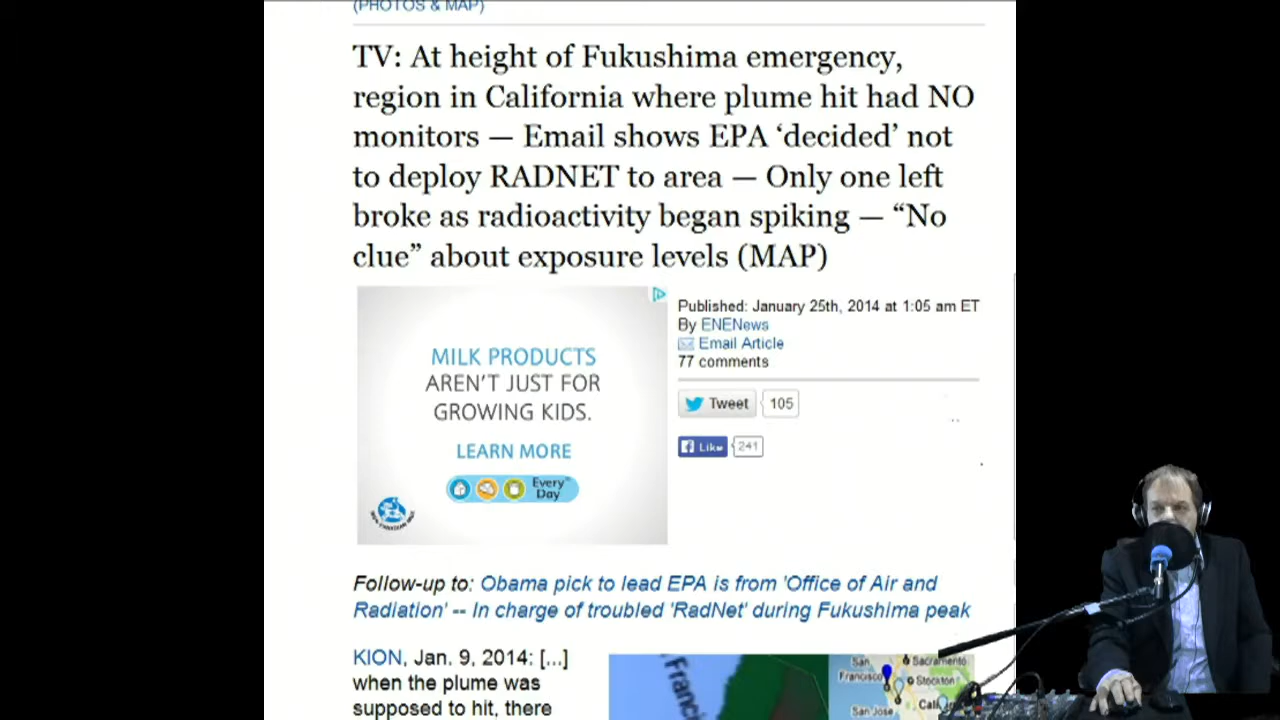 (PHOTOS & MAP)
TV: At height of Fukushima emergency,
region in California where plume hit had NO
monitors — Email shows EPA ‘decided’ not
to deploy RADNET to area — Only one left
broke as radioactivity began spiking — “No
clue” about exposure levels (MAP)
MILK PRODUCTS
AREN'T JUST FOR
GROWING KIDS.
LEARN MORE
Every
Day
Published: January 25th, 2014 at 1:05 am ET
By ENENews
Email Article
77 comments
Tweet 105
Like 241
Follow-up to: Obama pick to lead EPA is from 'Office of Air and
Radiation' -- In charge of troubled 'RadNet' during Fukushima peak
KION, Jan. 9, 2014: [...]
when the plume was
supposed to hit, there
San
Francisco
Sacramento
Stockton
San Jose